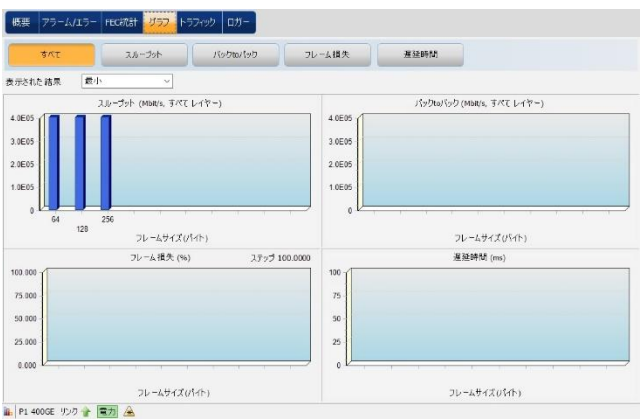 概要 アラーム/エラー FEC統計 グラフ トラフィック ロガー
すべて スループット バックtoバック フレーム損失 遅延時間
表示された結果 最小
スループット (Mbit/s, すべて レイヤー)
4.0E05
3.0E05
2.0E05
1.0E05
0
64 128 256
フレームサイズ(バイト)
バックtoバック (Mbit/s, すべて レイヤー)
4.0E05
3.0E05
2.0E05
1.0E05
0
フレームサイズ(バイト)
フレーム損失 (%) ステップ 100.0000
100.000
75.000
50.000
25.000
0.000
フレームサイズ(バイト)
遅延時間 (ms)
100
75
50
25
0
フレームサイズ(バイト)
P1 400GE リンク 電力